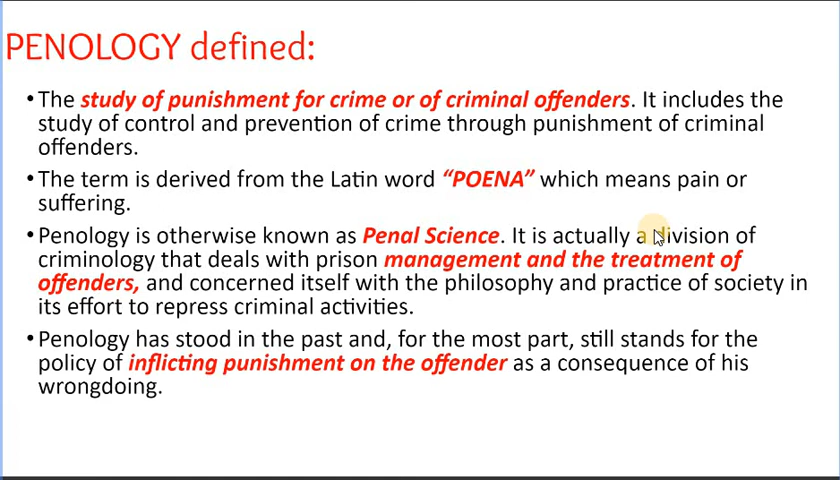 PENOLOGY defined:
•The study of punishment for crime or of criminal offenders. It includes the
study of control and prevention of crime through punishment of criminal
offenders.
•The term is derived from the Latin word “POENA” which means pain or
suffering.
•Penology is otherwise known as Penal Science. It is actually a division of
criminology that deals with prison management and the treatment of
offenders, and concerned itself with the philosophy and practice of society in
its effort to repress criminal activities.
•Penology has stood in the past and, for the most part, still stands for the
policy of inflicting punishment on the offender as a consequence of his
wrongdoing.